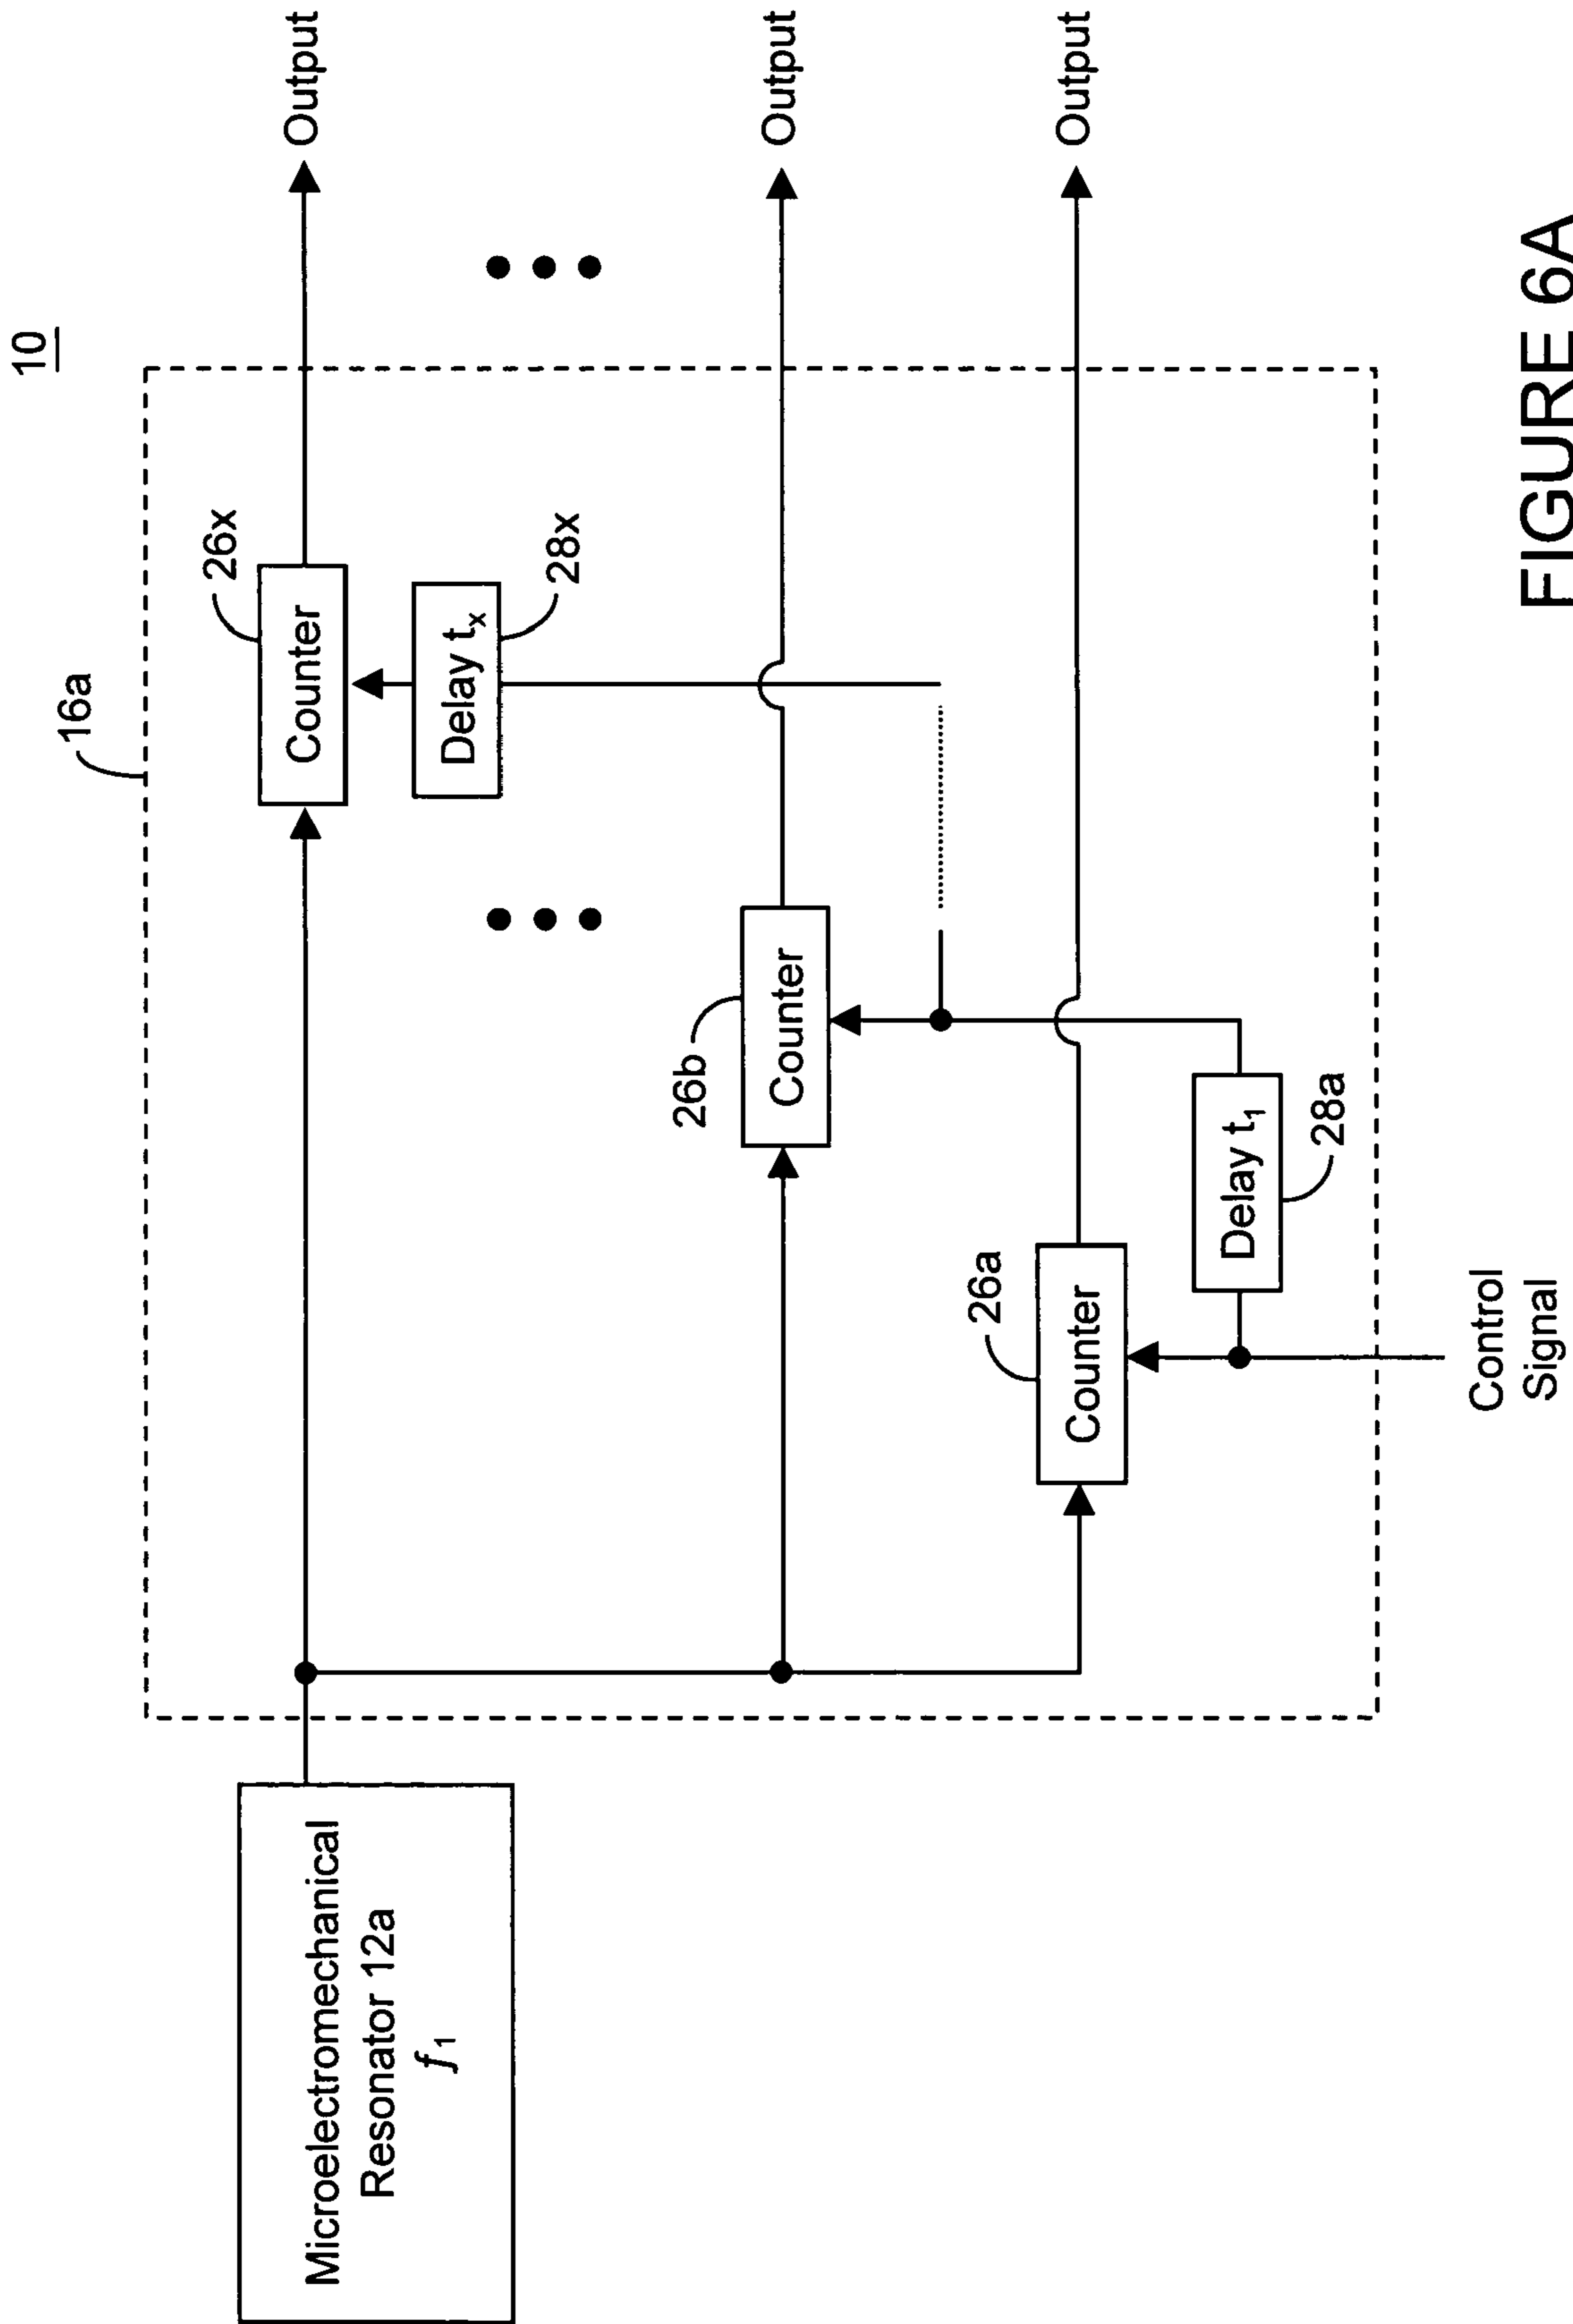 10
16a
Microelectromechanical
Resonator 12a
f1
26x
Counter
Output
Delay tx
28x
26b
Counter
Output
26a
Counter
Output
Delay t1
28a
Control
Signal
FIGURE 6A